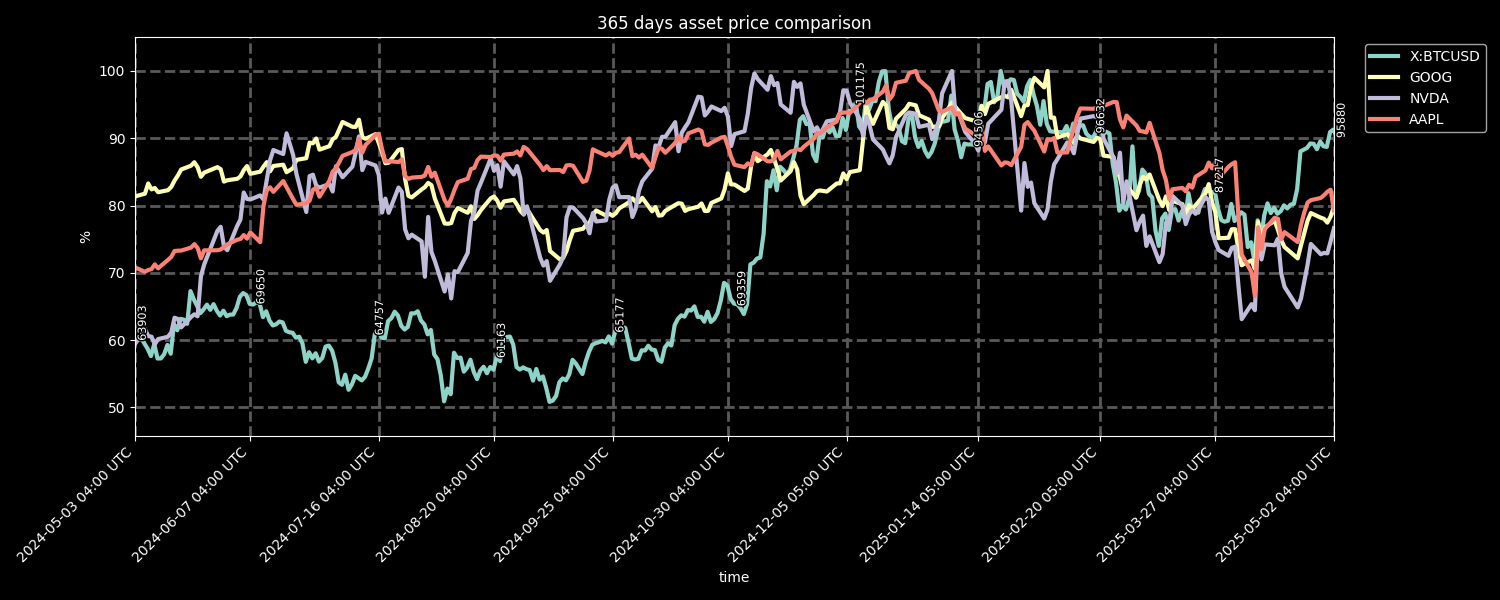 365 days asset price comparison
X:BTCUSD
GOOG
NVDA
AAPL
%
100
90
80
70
60
50
63903
69650
64757
61163
65177
69359
101175
94506
96632
87217
95880
2024-05-03 04:00 UTC
2024-06-07 04:00 UTC
2024-07-16 04:00 UTC
2024-08-20 04:00 UTC
2024-09-25 04:00 UTC
2024-10-30 04:00 UTC
2024-12-05 05:00 UTC
2025-01-14 05:00 UTC
2025-02-20 05:00 UTC
2025-03-27 04:00 UTC
2025-05-02 04:00 UTC
time